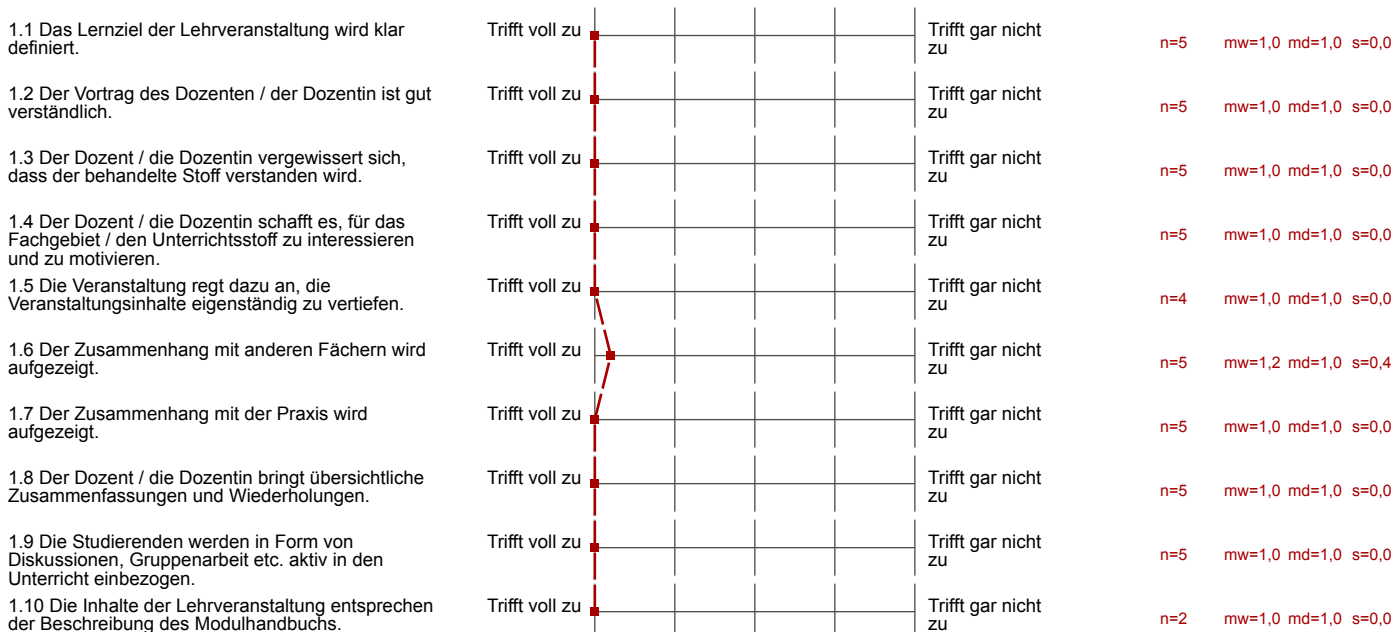 1.1 Das Lernziel der Lehrveranstaltung wird klar
definiert.
Trifft voll zu
Trifft gar nicht
zu
n=5 mw=1,0 md=1,0 s=0,0
1.2 Der Vortrag des Dozenten / der Dozentin ist gut
verständlich.
Trifft voll zu
Trifft gar nicht
zu
n=5 mw=1,0 md=1,0 s=0,0
1.3 Der Dozent / die Dozentin vergewissert sich,
dass der behandelte Stoff verstanden wird.
Trifft voll zu
Trifft gar nicht
zu
n=5 mw=1,0 md=1,0 s=0,0
1.4 Der Dozent / die Dozentin schafft es, für das
Fachgebiet / den Unterrichtsstoff zu interessieren
und zu motivieren.
Trifft voll zu
Trifft gar nicht
zu
n=5 mw=1,0 md=1,0 s=0,0
1.5 Die Veranstaltung regt dazu an, die
Veranstaltungsinhalte eigenständig zu vertiefen.
Trifft voll zu
Trifft gar nicht
zu
n=4 mw=1,0 md=1,0 s=0,0
1.6 Der Zusammenhang mit anderen Fächern wird
aufgezeigt.
Trifft voll zu
Trifft gar nicht
zu
n=5 mw=1,2 md=1,0 s=0,4
1.7 Der Zusammenhang mit der Praxis wird
aufgezeigt.
Trifft voll zu
Trifft gar nicht
zu
n=5 mw=1,0 md=1,0 s=0,0
1.8 Der Dozent / die Dozentin bringt übersichtliche
Zusammenfassungen und Wiederholungen.
Trifft voll zu
Trifft gar nicht
zu
n=5 mw=1,0 md=1,0 s=0,0
1.9 Die Studierenden werden in Form von
Diskussionen, Gruppenarbeit etc. aktiv in den
Unterricht einbezogen.
Trifft voll zu
Trifft gar nicht
zu
n=5 mw=1,0 md=1,0 s=0,0
1.10 Die Inhalte der Lehrveranstaltung entsprechen
der Beschreibung des Modulhandbuchs.
Trifft voll zu
Trifft gar nicht
zu
n=2 mw=1,0 md=1,0 s=0,0